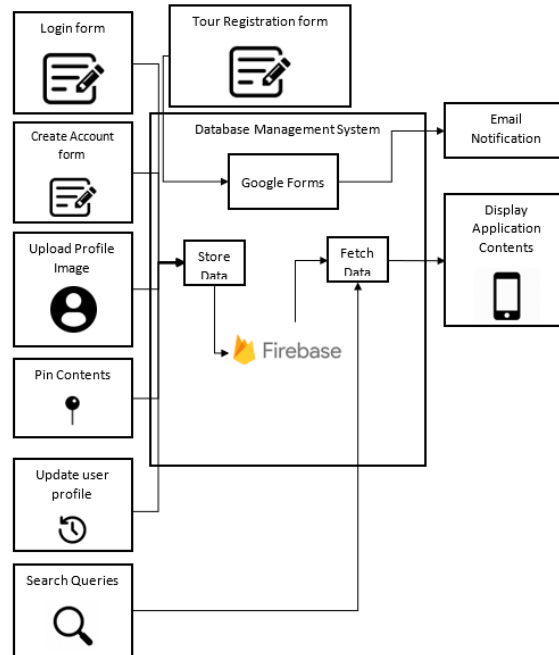 Login form
Tour Registration form
Create Account
form
Database Management System
Email
Notification
Google Forms
Upload Profile
Image
Store
Data
Fetch
Data
Display
Application
Contents
Firebase
Pin Contents
Update user
profile
Search Queries